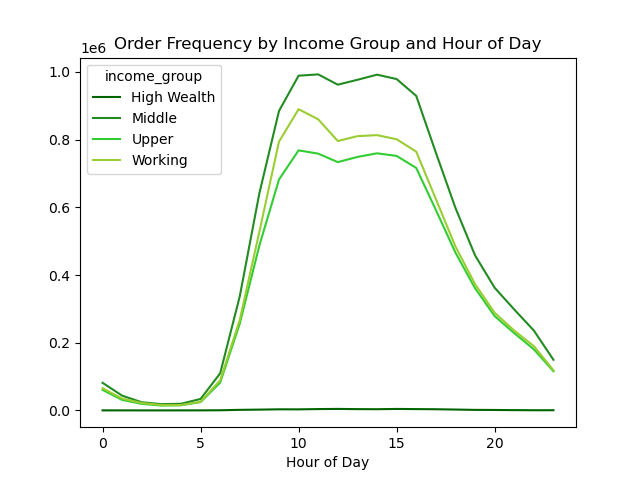 Order Frequency by Income Group and Hour of Day
1e6
1.0
0.8
0.6
0.4
0.2
0.0
income_group
High Wealth
Middle
Upper
Working
0 5 10 15 20
Hour of Day